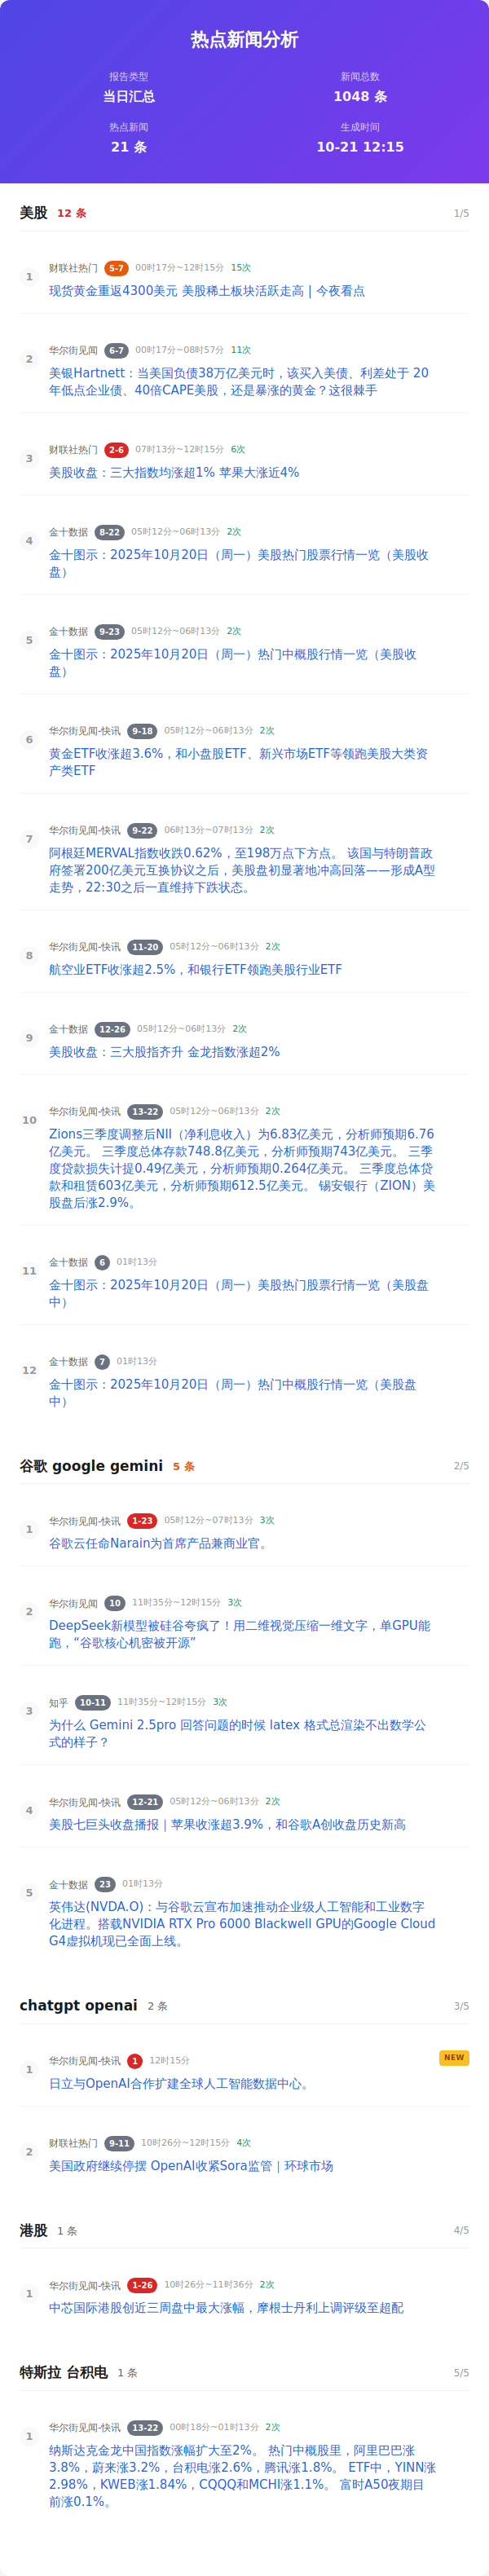 热点新闻分析
报告类型
新闻总数
当日汇总
1048 条
热点新闻
生成时间
21 条
10-21 12:15
美股 12 条 1/5
1
财联社热门 5-7 00时17分~12时15分 15次
现货黄金重返4300美元 美股稀土板块活跃走高 | 今夜看点
2
华尔街见闻 6-7 00时17分~08时57分 11次
美银Hartnett：当美国负债38万亿美元时，该买入美债、利差处于 20
年低点企业债、40倍CAPE美股，还是暴涨的黄金？这很棘手
3
财联社热门 2-6 07时13分~12时15分 6次
美股收盘：三大指数均涨超1% 苹果大涨近4%
4
金十数据 8-22 05时12分~06时13分 2次
金十图示：2025年10月20日（周一）美股热门股票行情一览（美股收
盘）
5
金十数据 9-23 05时12分~06时13分 2次
金十图示：2025年10月20日（周一）热门中概股行情一览（美股收
盘）
6
华尔街见闻-快讯 9-18 05时12分~06时13分 2次
黄金ETF收涨超3.6%，和小盘股ETF、新兴市场ETF等领跑美股大类资
产类ETF
7
华尔街见闻-快讯 9-22 06时13分~07时13分 2次
阿根廷MERVAL指数收跌0.62%，至198万点下方点。 该国与特朗普政
府签署200亿美元互换协议之后，美股盘初显著地冲高回落——形成A型
走势，22:30之后一直维持下跌状态。
8
华尔街见闻-快讯 11-20 05时12分~06时13分 2次
航空业ETF收涨超2.5%，和银行ETF领跑美股行业ETF
9
金十数据 12-26 05时12分~06时13分 2次
美股收盘：三大股指齐升 金龙指数涨超2%
10
华尔街见闻-快讯 13-22 05时12分~06时13分 2次
Zions三季度调整后NII（净利息收入）为6.83亿美元，分析师预期6.76
亿美元。 三季度总体存款748.8亿美元，分析师预期743亿美元。 三季
度贷款损失计提0.49亿美元，分析师预期0.264亿美元。 三季度总体贷
款和租赁603亿美元，分析师预期612.5亿美元。 锡安银行（ZION）美
股盘后涨2.9%。
11
金十数据 6 01时13分
金十图示：2025年10月20日（周一）美股热门股票行情一览（美股盘
中）
12
金十数据 7 01时13分
金十图示：2025年10月20日（周一）热门中概股行情一览（美股盘
中）
谷歌 google gemini 5 条 2/5
1
华尔街见闻-快讯 1-23 05时12分~07时13分 3次
谷歌云任命Narain为首席产品兼商业官。
2
华尔街见闻 10 11时35分~12时15分 3次
DeepSeek新模型被硅谷夸疯了！用二维视觉压缩一维文字，单GPU能
跑，“谷歌核心机密被开源”
3
知乎 10-11 11时35分~12时15分 3次
为什么 Gemini 2.5pro 回答问题的时候 latex 格式总渲染不出数学公
式的样子？
4
华尔街见闻-快讯 12-21 05时12分~06时13分 2次
美股七巨头收盘播报｜苹果收涨超3.9%，和谷歌A创收盘历史新高
5
金十数据 23 01时13分
英伟达(NVDA.O)：与谷歌云宣布加速推动企业级人工智能和工业数字
化进程。搭载NVIDIA RTX Pro 6000 Blackwell GPU的Google Cloud
G4虚拟机现已全面上线。
chatgpt openai 2 条 3/5
1
华尔街见闻-快讯 1 12时15分 NEW
日立与OpenAI合作扩建全球人工智能数据中心。
2
财联社热门 9-11 10时26分~12时15分 4次
美国政府继续停摆 OpenAI收紧Sora监管｜环球市场
港股 1 条 4/5
1
华尔街见闻-快讯 1-26 10时26分~11时36分 2次
中芯国际港股创近三周盘中最大涨幅，摩根士丹利上调评级至超配
特斯拉 台积电 1 条 5/5
1
华尔街见闻-快讯 13-22 00时18分~01时13分 2次
纳斯达克金龙中国指数涨幅扩大至2%。 热门中概股里，阿里巴巴涨
3.8%，蔚来涨3.2%，台积电涨2.6%，腾讯涨1.8%。 ETF中，YINN涨
2.98%，KWEB涨1.84%，CQQQ和MCHI涨1.1%。 富时A50夜期目
前涨0.1%。